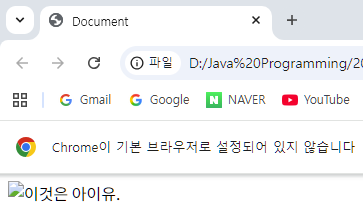 Document
파일 D:/Java%20Programming/20
Gmail Google NAVER YouTube
Chrome이 기본 브라우저로 설정되어 있지 않습니다
이것은 아이유.